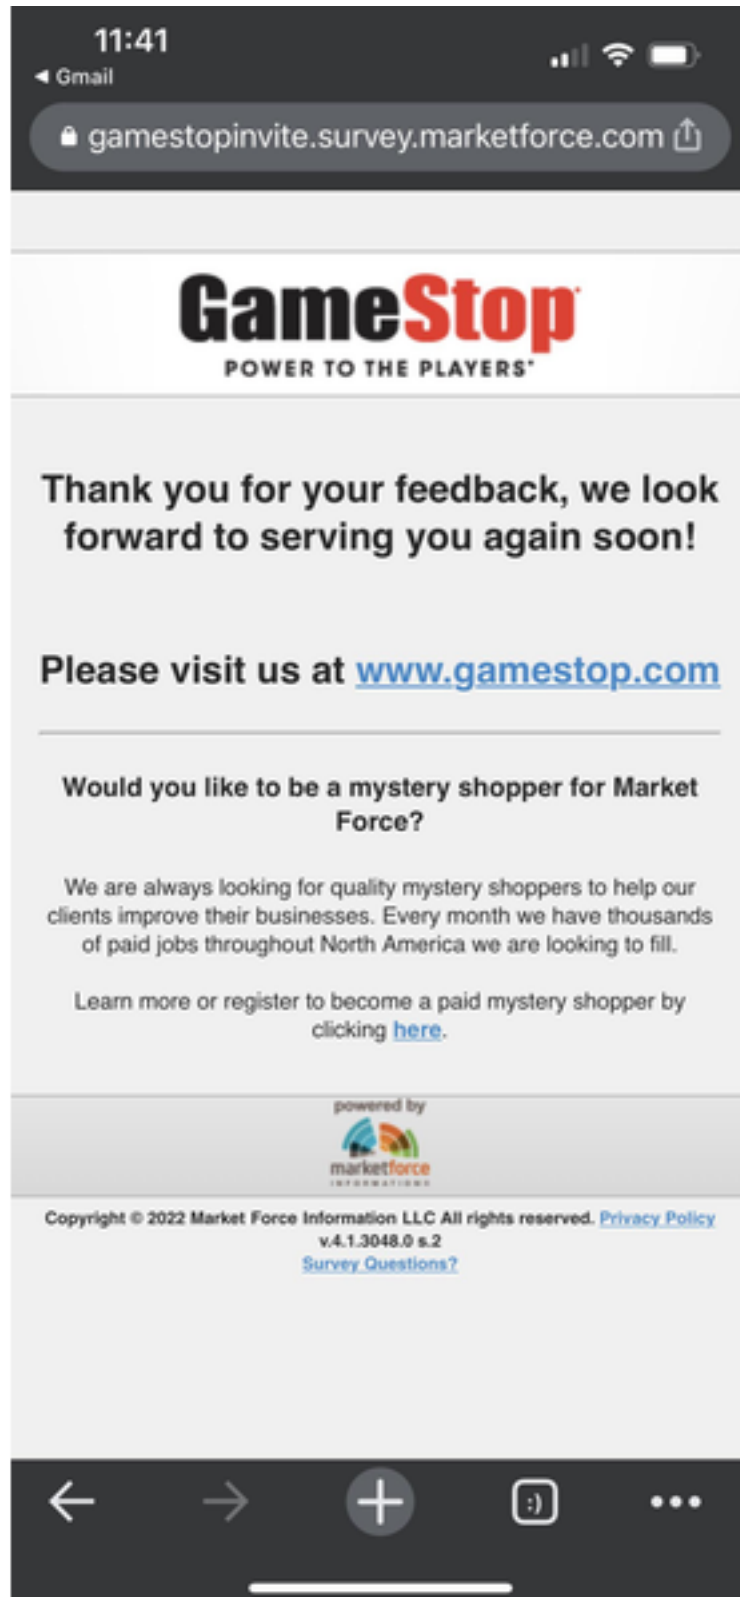 11:41
◀ Gmail
gamestopinvite.survey.marketforce.com
GameStop
POWER TO THE PLAYERS
Thank you for your feedback, we look
forward to serving you again soon!
Please visit us at www.gamestop.com
Would you like to be a mystery shopper for Market
Force?
We are always looking for quality mystery shoppers to help our
clients improve their businesses. Every month we have thousands
of paid jobs throughout North America we are looking to fill.
Learn more or register to become a paid mystery shopper by
clicking here.
powered by
marketforce
INFORMATION
Copyright © 2022 Market Force Information LLC All rights reserved. Privacy Policy
v.4.1.3048.0 s.2
Survey Questions?
:)